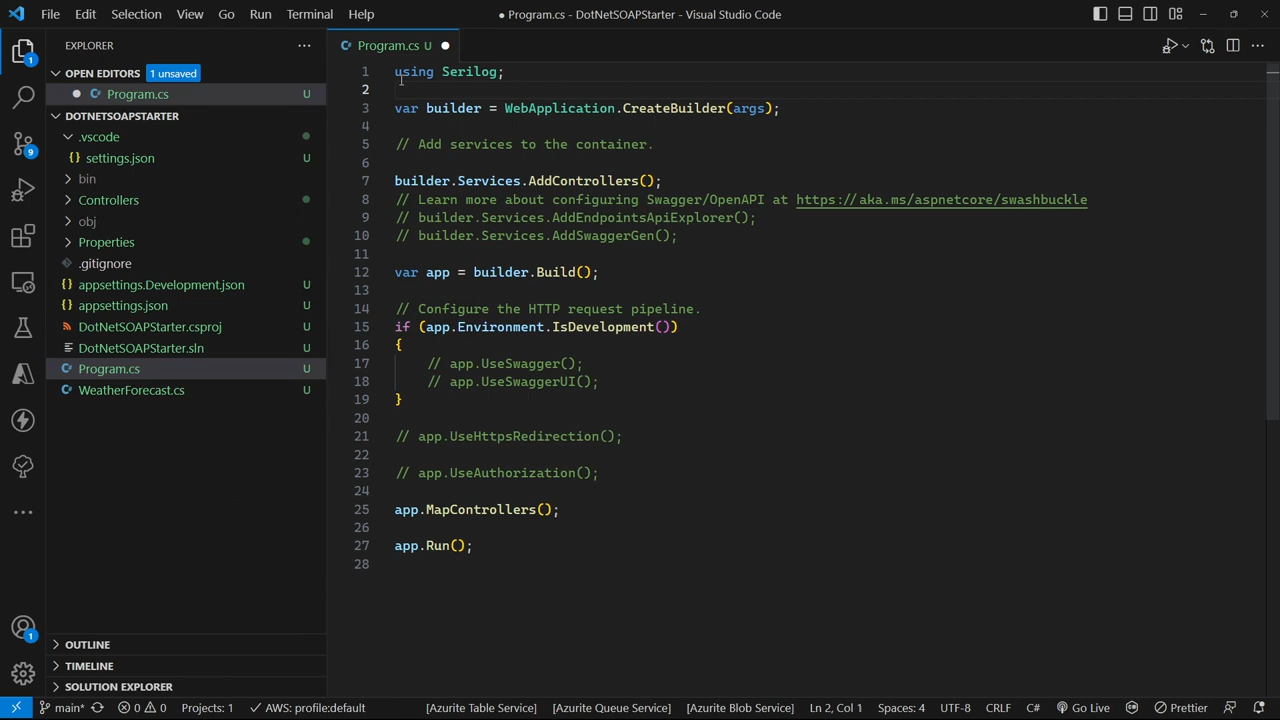 File Edit Selection View Go Run Terminal Help
● Program.cs - DotNetSOAPStarter - Visual Studio Code
EXPLORER
OPEN EDITORS 1 unsaved
Program.cs U
DOTNETSOAPSTARTER
.vscode
settings.json U
bin
Controllers
obj
Properties
.gitignore
appsettings.Development.json U
appsettings.json U
DotNetSOAPStarter.csproj U
DotNetSOAPStarter.sln U
Program.cs U
WeatherForecast.cs U
OUTLINE
TIMELINE
SOLUTION EXPLORER
1
9
1
Program.cs U
1 using Serilog;
2
3 var builder = WebApplication.CreateBuilder(args);
4
5 // Add services to the container.
6
7 builder.Services.AddControllers();
8 // Learn more about configuring Swagger/OpenAPI at https://aka.ms/aspnetcore/swashbuckle
9 // builder.Services.AddEndpointsApiExplorer();
10 // builder.Services.AddSwaggerGen();
11
12 var app = builder.Build();
13
14 // Configure the HTTP request pipeline.
15 if (app.Environment.IsDevelopment())
16 {
17 // app.UseSwagger();
18 // app.UseSwaggerUI();
19 }
20
21 // app.UseHttpsRedirection();
22
23 // app.UseAuthorization();
24
25 app.MapControllers();
26
27 app.Run();
28
main* 0 0 Projects: 1 AWS: profile:default [Azurite Table Service] [Azurite Queue Service] [Azurite Blob Service] Ln 2, Col 1 Spaces: 4 UTF-8 CRLF C# Go Live Prettier